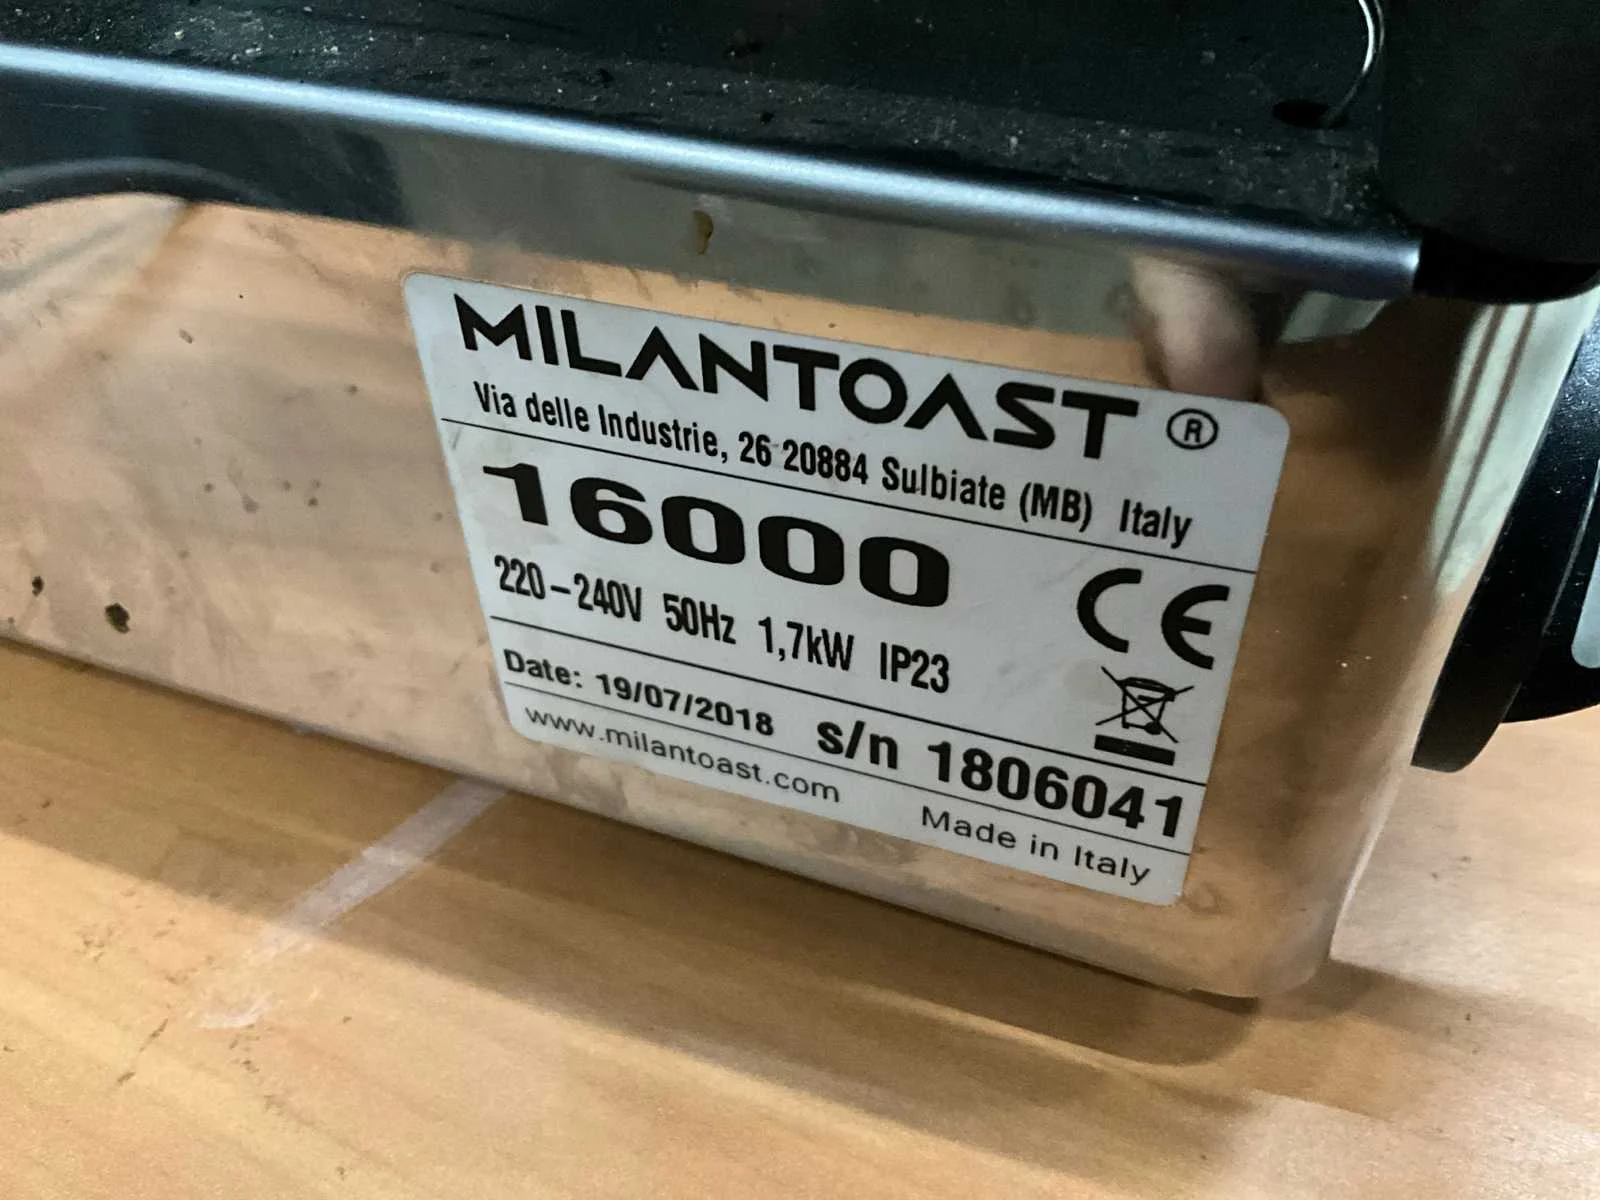 MILANTOAST ®
Via delle Industrie, 26 20884 Sulbiate (MB) Italy
16000
CE
220-240V 50Hz 1,7kW IP23
Date: 19/07/2018 s/n 1806041
www.milantoast.com Made in Italy